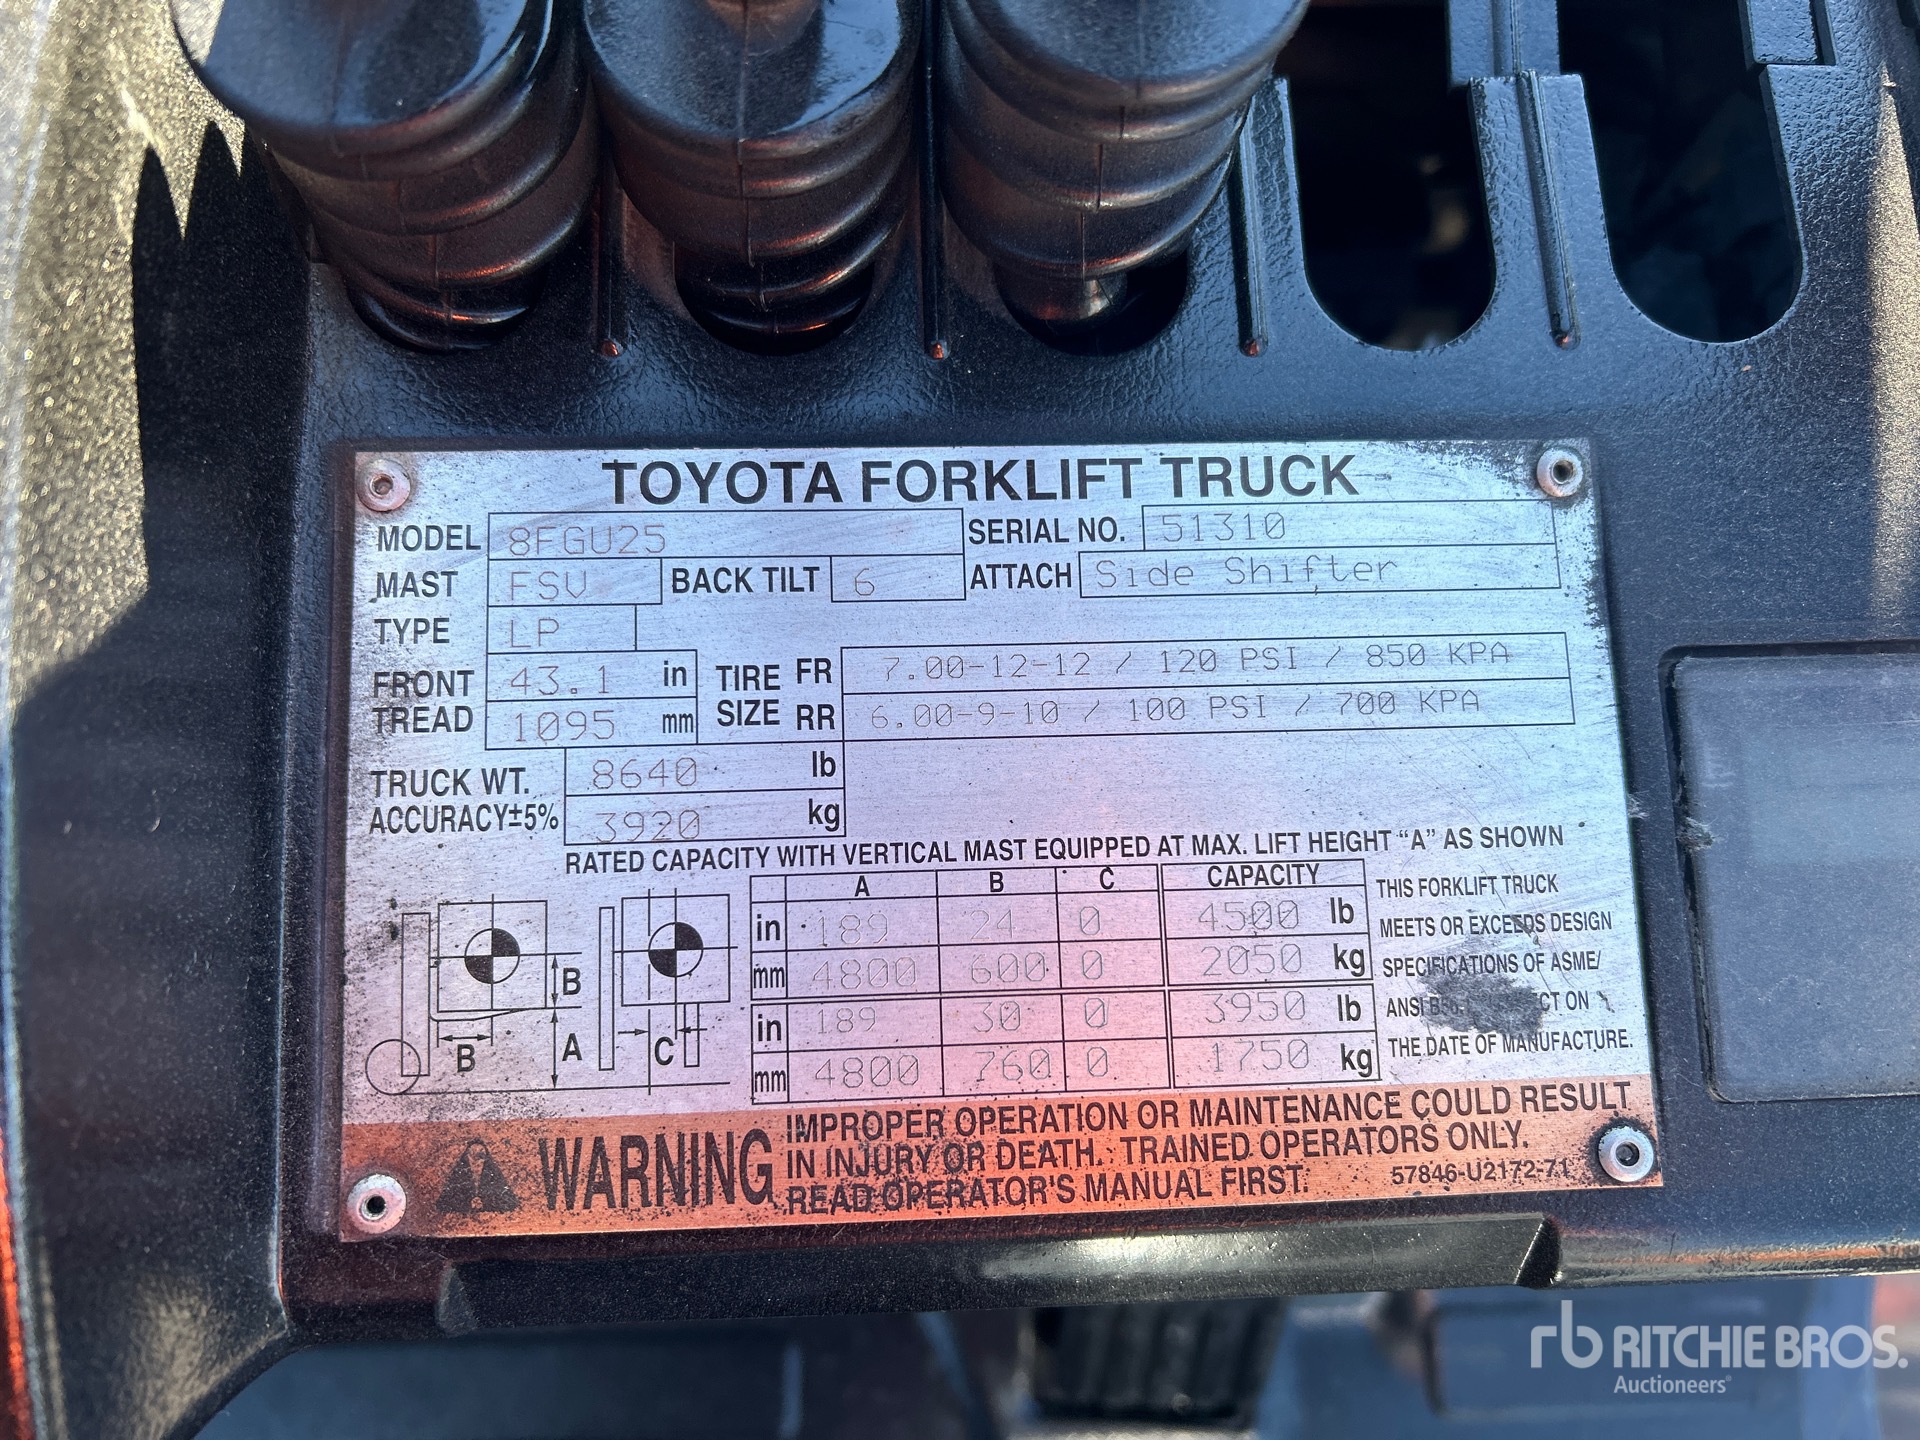 TOYOTA FORKLIFT TRUCK
MODEL 8FGU25 SERIAL NO. 51310
MAST FSV BACK TILT 6 ATTACH Side Shifter
TYPE LP
FRONT TREAD 43.1 in 1095 mm
TIRE SIZE FR 7.00-12-12 / 120 PSI / 850 KPA
RR 6.00-9-10 / 100 PSI / 700 KPA
TRUCK WT. 8640 lb
ACCURACY±5% 3920 kg
RATED CAPACITY WITH VERTICAL MAST EQUIPPED AT MAX. LIFT HEIGHT "A" AS SHOWN
A B C CAPACITY
in 189 24 0 4500 lb
mm 4800 600 0 2050 kg
in 189 30 0 3950 lb
mm 4800 760 0 1750 kg
B
B A C
THIS FORKLIFT TRUCK
MEETS OR EXCEEDS DESIGN
SPECIFICATIONS OF ASME/
ANSI ON
THE DATE OF MANUFACTURE.
WARNING
IMPROPER OPERATION OR MAINTENANCE COULD RESULT
IN INJURY OR DEATH. TRAINED OPERATORS ONLY.
READ OPERATOR'S MANUAL FIRST.
57846-U2172-71
rb RITCHIE BROS.
Auctioneers